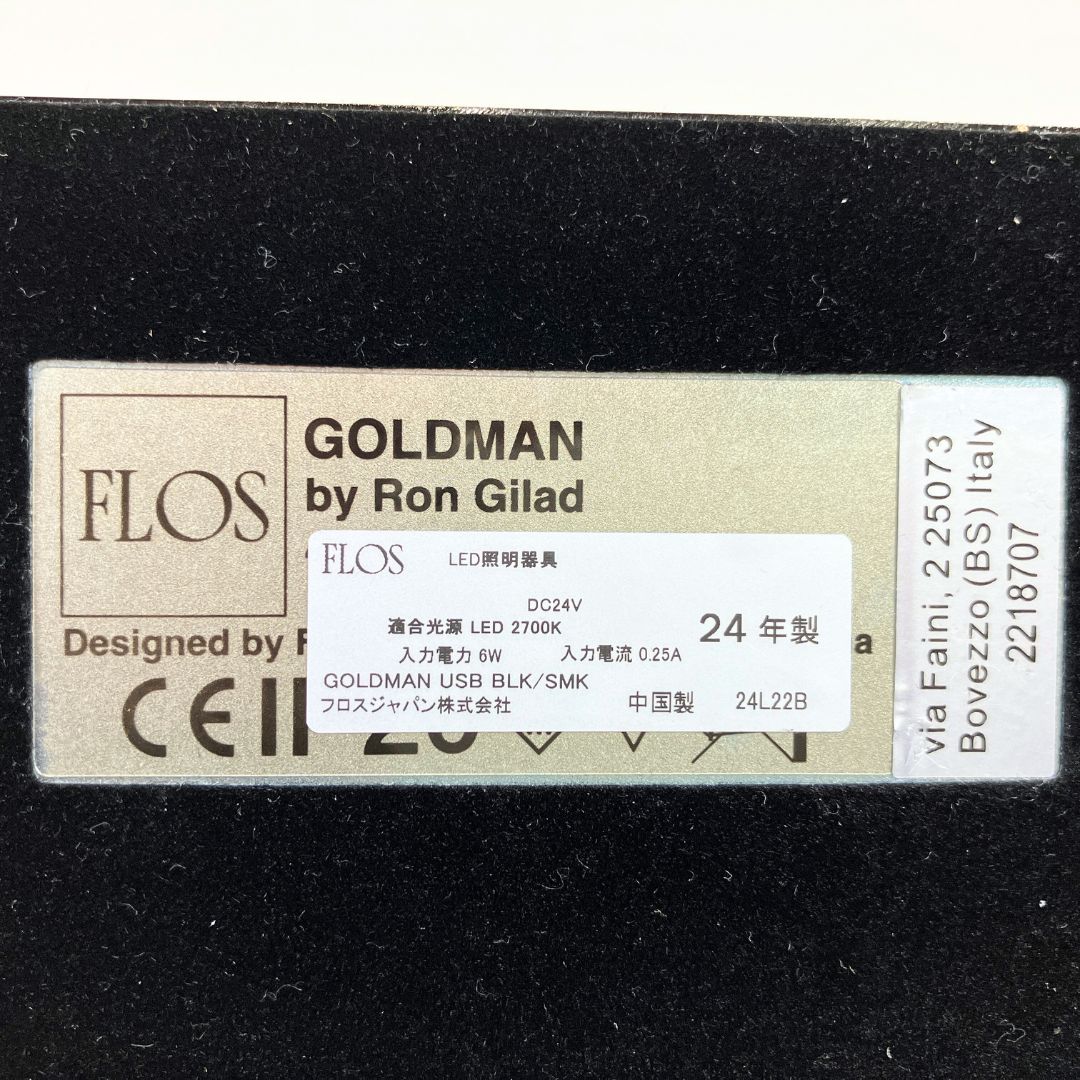 FLOS
GOLDMAN
by Ron Gilad
Designed by
a
CE
FLOS LED照明器具
DC24V
適合光源 LED 2700K
24年製
入力電力 6W 入力電流 0.25A
GOLDMAN USB BLK/SMK
フロスジャパン株式会社 中国製 24L22B
via Faini, 2 25073
Bovezzo (BS) Italy
2218707